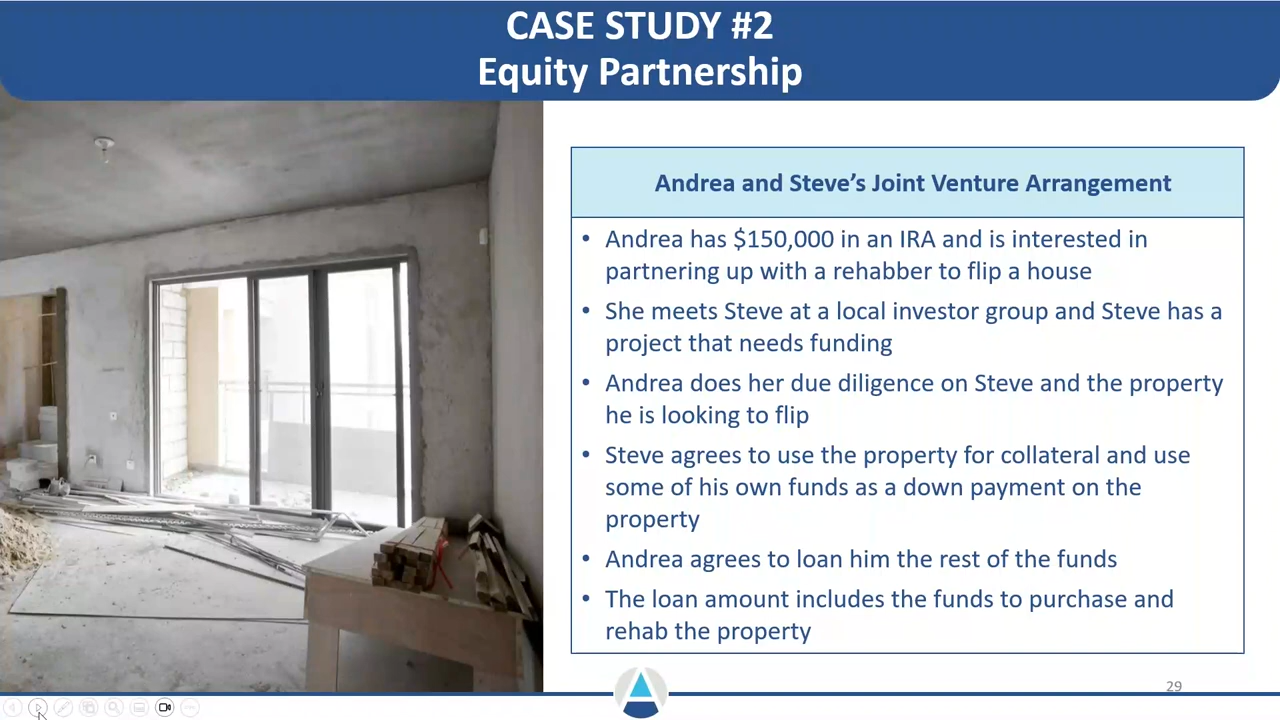 CASE STUDY #2
Equity Partnership
Andrea and Steve’s Joint Venture Arrangement
• Andrea has $150,000 in an IRA and is interested in
partnering up with a rehabber to flip a house
• She meets Steve at a local investor group and Steve has a
project that needs funding
• Andrea does her due diligence on Steve and the property
he is looking to flip
• Steve agrees to use the property for collateral and use
some of his own funds as a down payment on the
property
• Andrea agrees to loan him the rest of the funds
• The loan amount includes the funds to purchase and
rehab the property
29